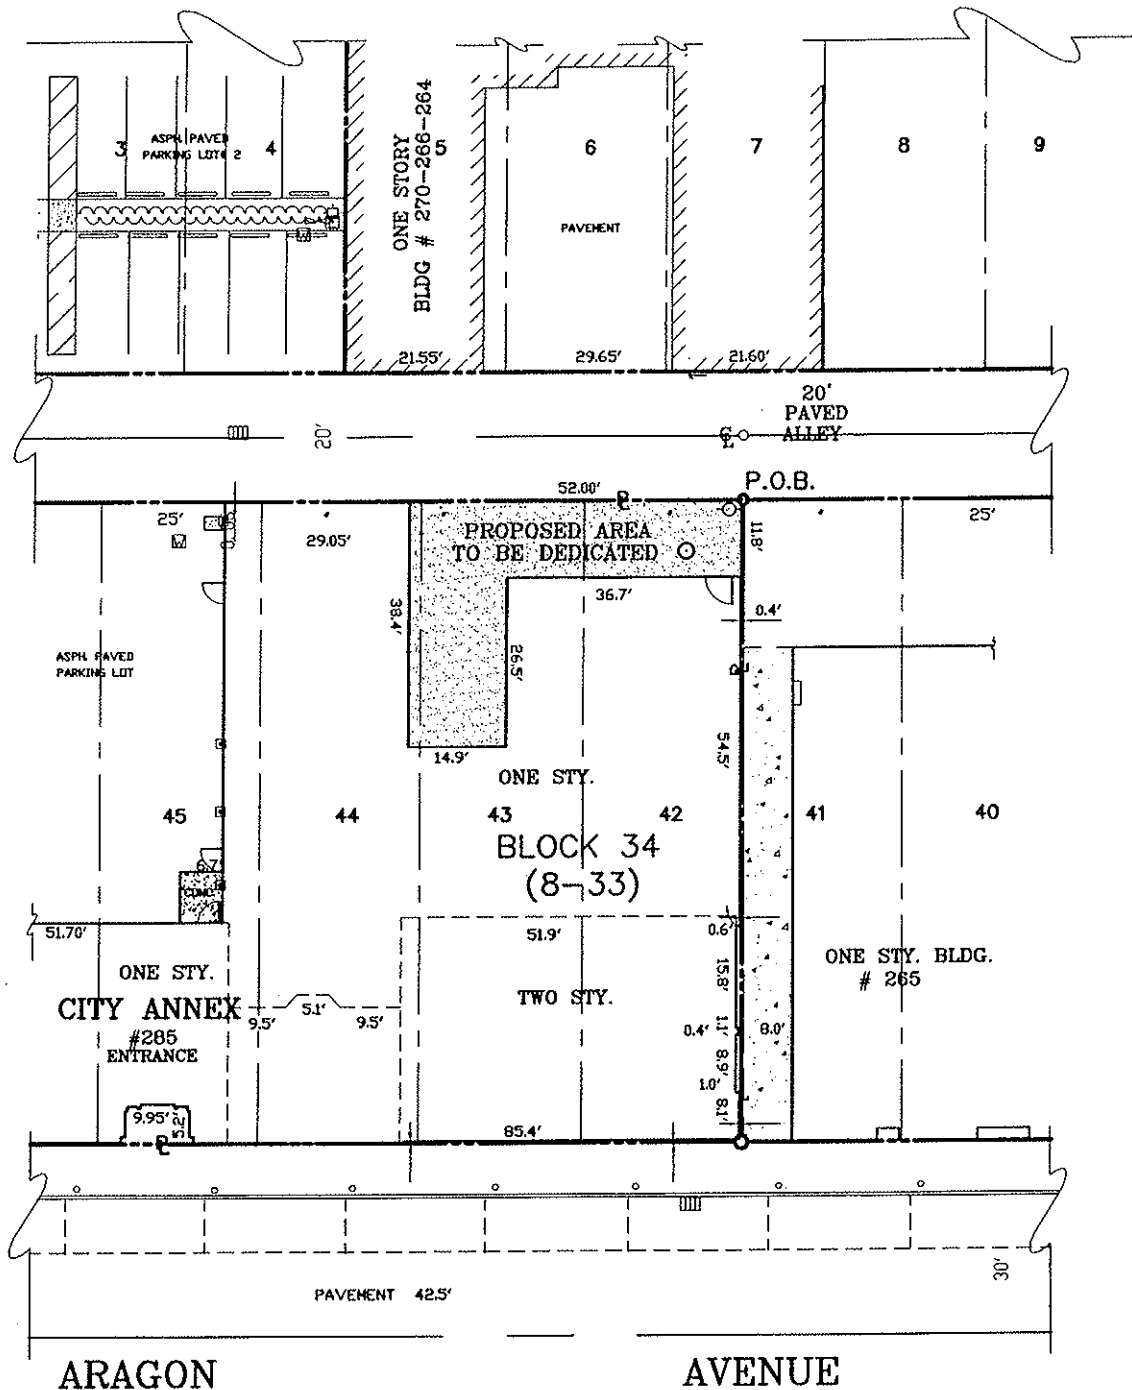 3
ASPH. PAVED
PARKING LOT# 2
4
ONE STORY
BLDG # 270-266-264
5
6
7
8
9
PAVEMENT
21.55'
29.65'
21.60'
20'
PAVED
ALLEY
20'
CL
52.00'
P.O.B.
25'
29.05'
PROPOSED AREA
TO BE DEDICATED
11.8'
25'
W
36.7'
0.4'
38.4'
26.5'
ASPH. PAVED
PARKING LOT
54.5'
14.9'
ONE STY.
45
44
43
42
41
40
BLOCK 34
(8-33)
6.7'
CONC.
51.70'
51.9'
0.6'
ONE STY.
CITY ANNEX
#285
ENTRANCE
9.5'
5.1'
9.5'
TWO STY.
15.8'
ONE STY. BLDG.
# 265
0.4'
1.1'
8.0'
8.9'
1.0'
8.1'
9.95'
5.2'
85.4'
30'
PAVEMENT 42.5'
ARAGON AVENUE